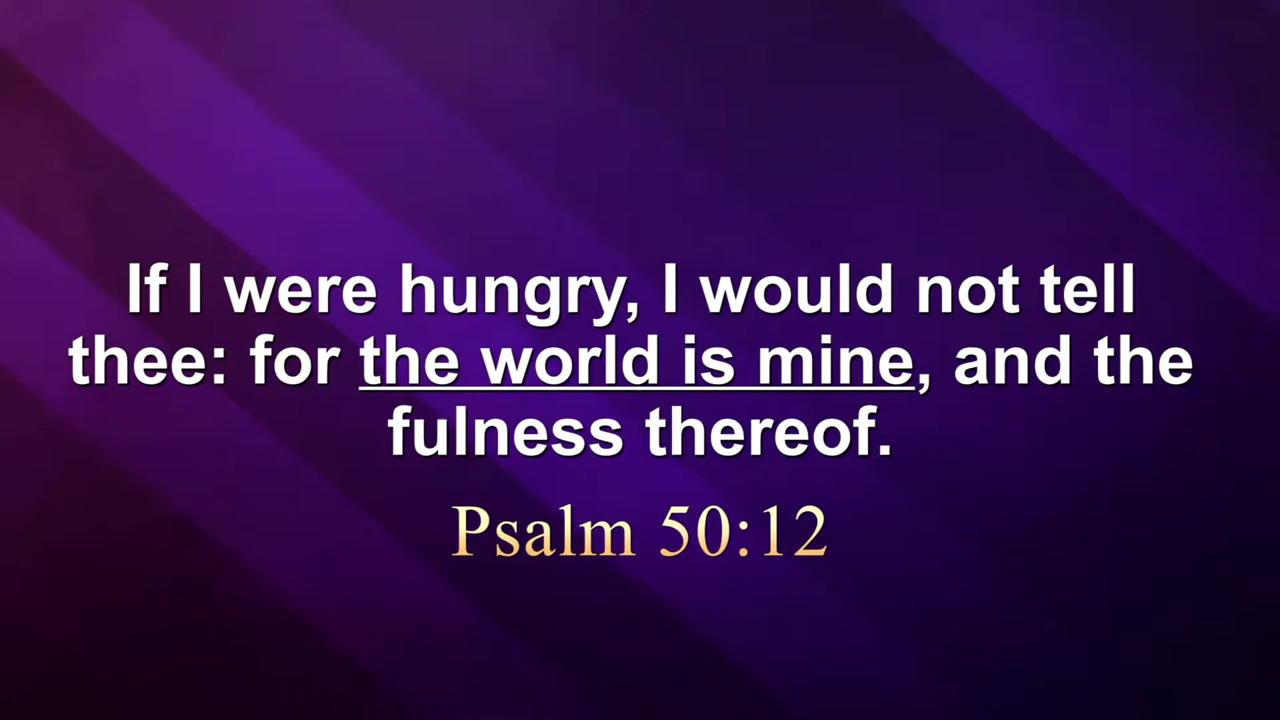 If I were hungry, I would not tell
thee: for the world is mine, and the
fulness thereof.
Psalm 50:12